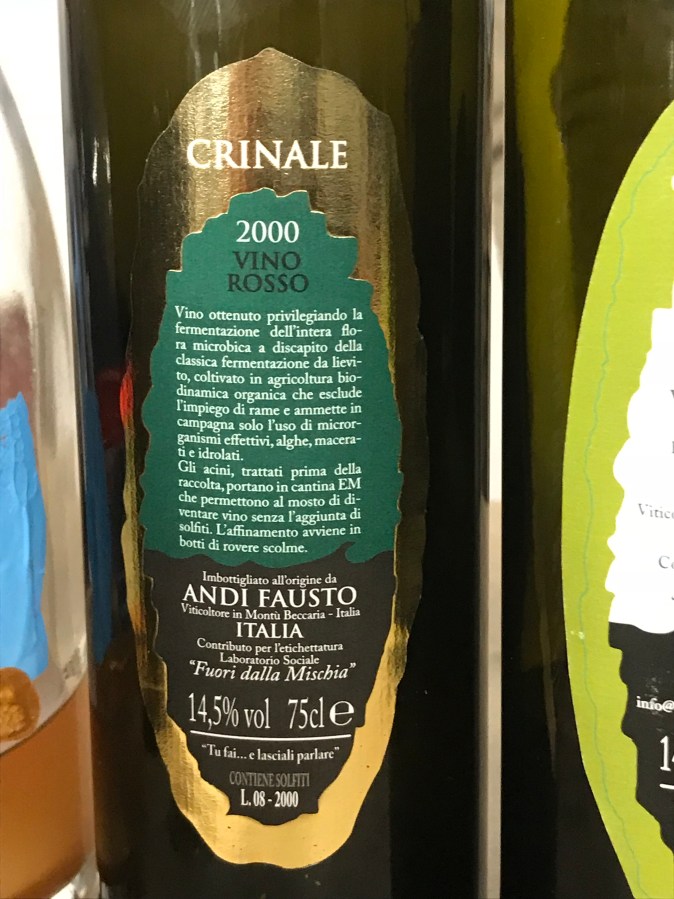 CRINALE
2000
VINO
ROSSO
Vino ottenuto privilegiando la
fermentazione dell'intera flo-
ra microbica a discapito della
classica fermentazione da lievi-
to, coltivato in agricoltura bio-
dinamica organica che esclude
l'impiego di rame e ammette in
campagna solo l'uso di micror-
ganismi effettivi, alghe, macera-
ti e idrolati.
Gli acini, trattati prima della
raccolta, portano in cantina EM
che permettono al mosto di di-
ventare vino senza l'aggiunta di
solfiti. L'affinamento avviene in
botti di rovere scolme.
Imbottigliato all'origine da
ANDI FAUSTO
Viticoltore in Montù Beccaria - Italia
ITALIA
Contributo per l'etichettatura
Laboratorio Sociale
"Fuori dalla Mischia"
14,5% vol 75cl e
"Tu fai... e lasciali parlare"
CONTIENE SOLFITI
L. 08 - 2000
info@